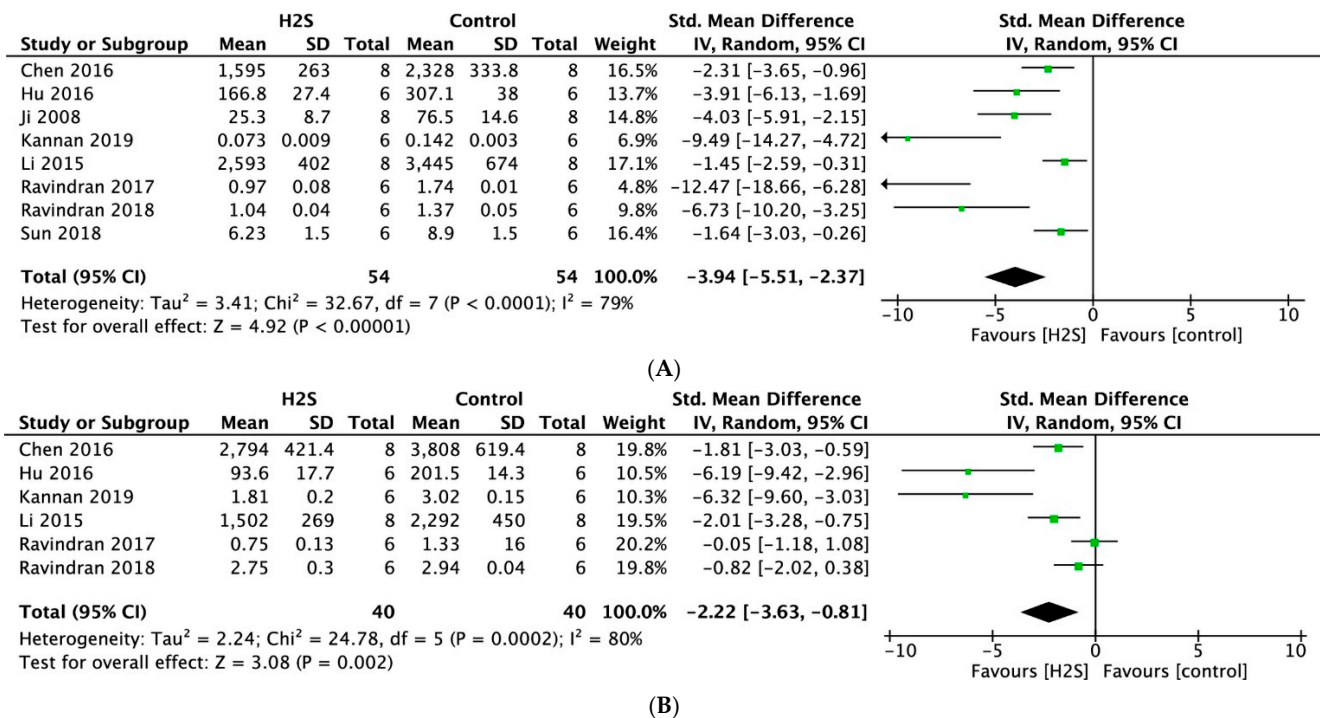 H2S Control Std. Mean Difference Std. Mean Difference
Study or Subgroup Mean SD Total Mean SD Total Weight IV, Random, 95% CI IV, Random, 95% CI
Chen 2016 1,595 263 8 2,328 333.8 8 16.5% -2.31 [-3.65, -0.96]
Hu 2016 166.8 27.4 6 307.1 38 6 13.7% -3.91 [-6.13, -1.69]
Ji 2008 25.3 8.7 8 76.5 14.6 8 14.8% -4.03 [-5.91, -2.15]
Kannan 2019 0.073 0.009 6 0.142 0.003 6 6.9% -9.49 [-14.27, -4.72]
Li 2015 2,593 402 8 3,445 674 8 17.1% -1.45 [-2.59, -0.31]
Ravindran 2017 0.97 0.08 6 1.74 0.01 6 4.8% -12.47 [-18.66, -6.28]
Ravindran 2018 1.04 0.04 6 1.37 0.05 6 9.8% -6.73 [-10.20, -3.25]
Sun 2018 6.23 1.5 6 8.9 1.5 6 16.4% -1.64 [-3.03, -0.26]
Total (95% CI) 54 54 100.0% -3.94 [-5.51, -2.37]
Heterogeneity: Tau² = 3.41; Chi² = 32.67, df = 7 (P < 0.0001); I² = 79%
Test for overall effect: Z = 4.92 (P < 0.00001)
-10 -5 0 5 10
Favours [H2S] Favours [control]
(A)
H2S Control Std. Mean Difference Std. Mean Difference
Study or Subgroup Mean SD Total Mean SD Total Weight IV, Random, 95% CI IV, Random, 95% CI
Chen 2016 2,794 421.4 8 3,808 619.4 8 19.8% -1.81 [-3.03, -0.59]
Hu 2016 93.6 17.7 6 201.5 14.3 6 10.5% -6.19 [-9.42, -2.96]
Kannan 2019 1.81 0.2 6 3.02 0.15 6 10.3% -6.32 [-9.60, -3.03]
Li 2015 1,502 269 8 2,292 450 8 19.5% -2.01 [-3.28, -0.75]
Ravindran 2017 0.75 0.13 6 1.33 16 6 20.2% -0.05 [-1.18, 1.08]
Ravindran 2018 2.75 0.3 6 2.94 0.04 6 19.8% -0.82 [-2.02, 0.38]
Total (95% CI) 40 40 100.0% -2.22 [-3.63, -0.81]
Heterogeneity: Tau² = 2.24; Chi² = 24.78, df = 5 (P = 0.0002); I² = 80%
Test for overall effect: Z = 3.08 (P = 0.002)
-10 -5 0 5 10
Favours [H2S] Favours [control]
(B)